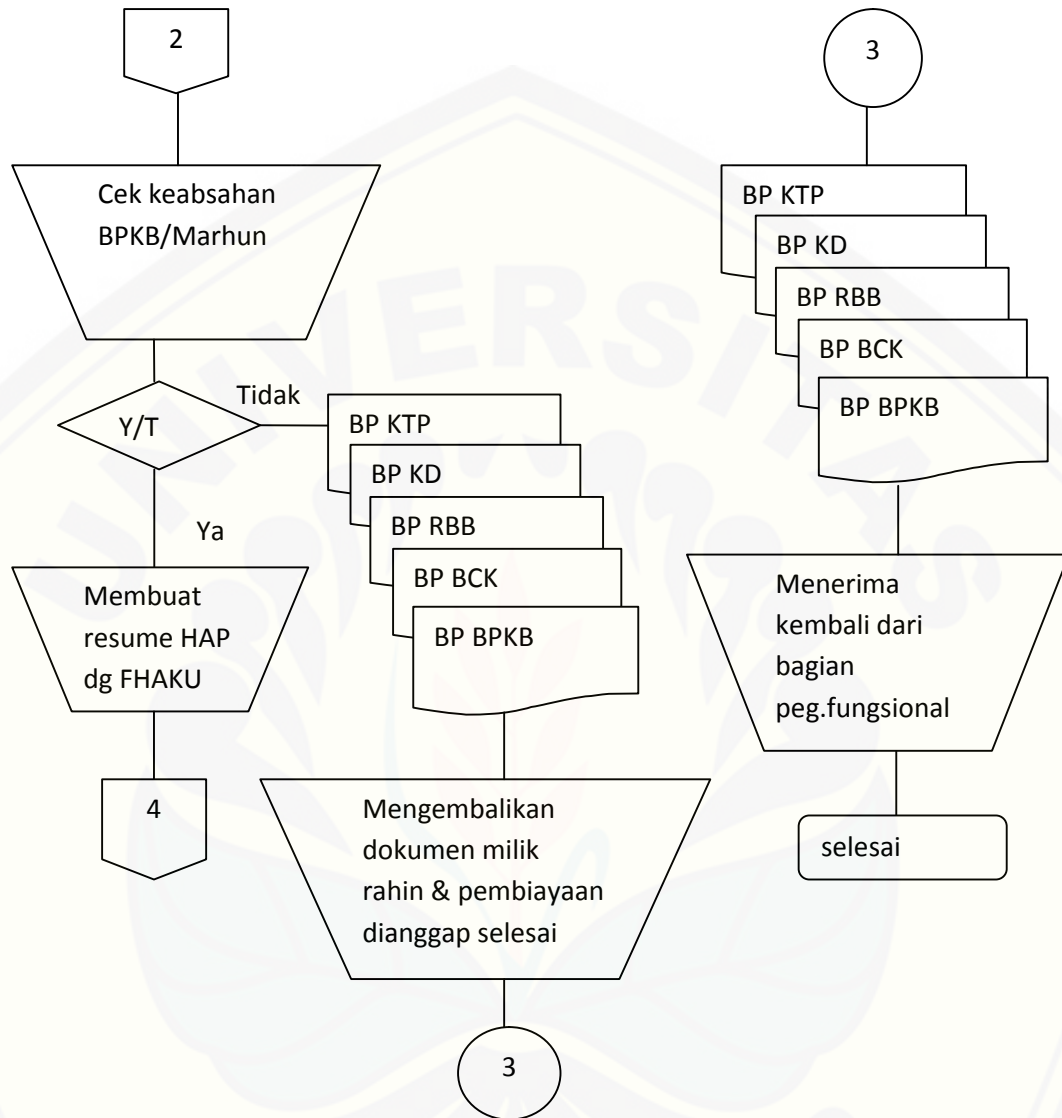 2
Cek keabsahan
BPKB/Marhun
Y/T
Tidak
Ya
Membuat
resume HAP
dg FHAKU
4
BP KTP
BP KD
BP RBB
BP BCK
BP BPKB
Mengembalikan
dokumen milik
rahin & pembiayaan
dianggap selesai
3
3
BP KTP
BP KD
BP RBB
BP BCK
BP BPKB
Menerima
kembali dari
bagian
peg.fungsional
selesai
UNIVERSITAS